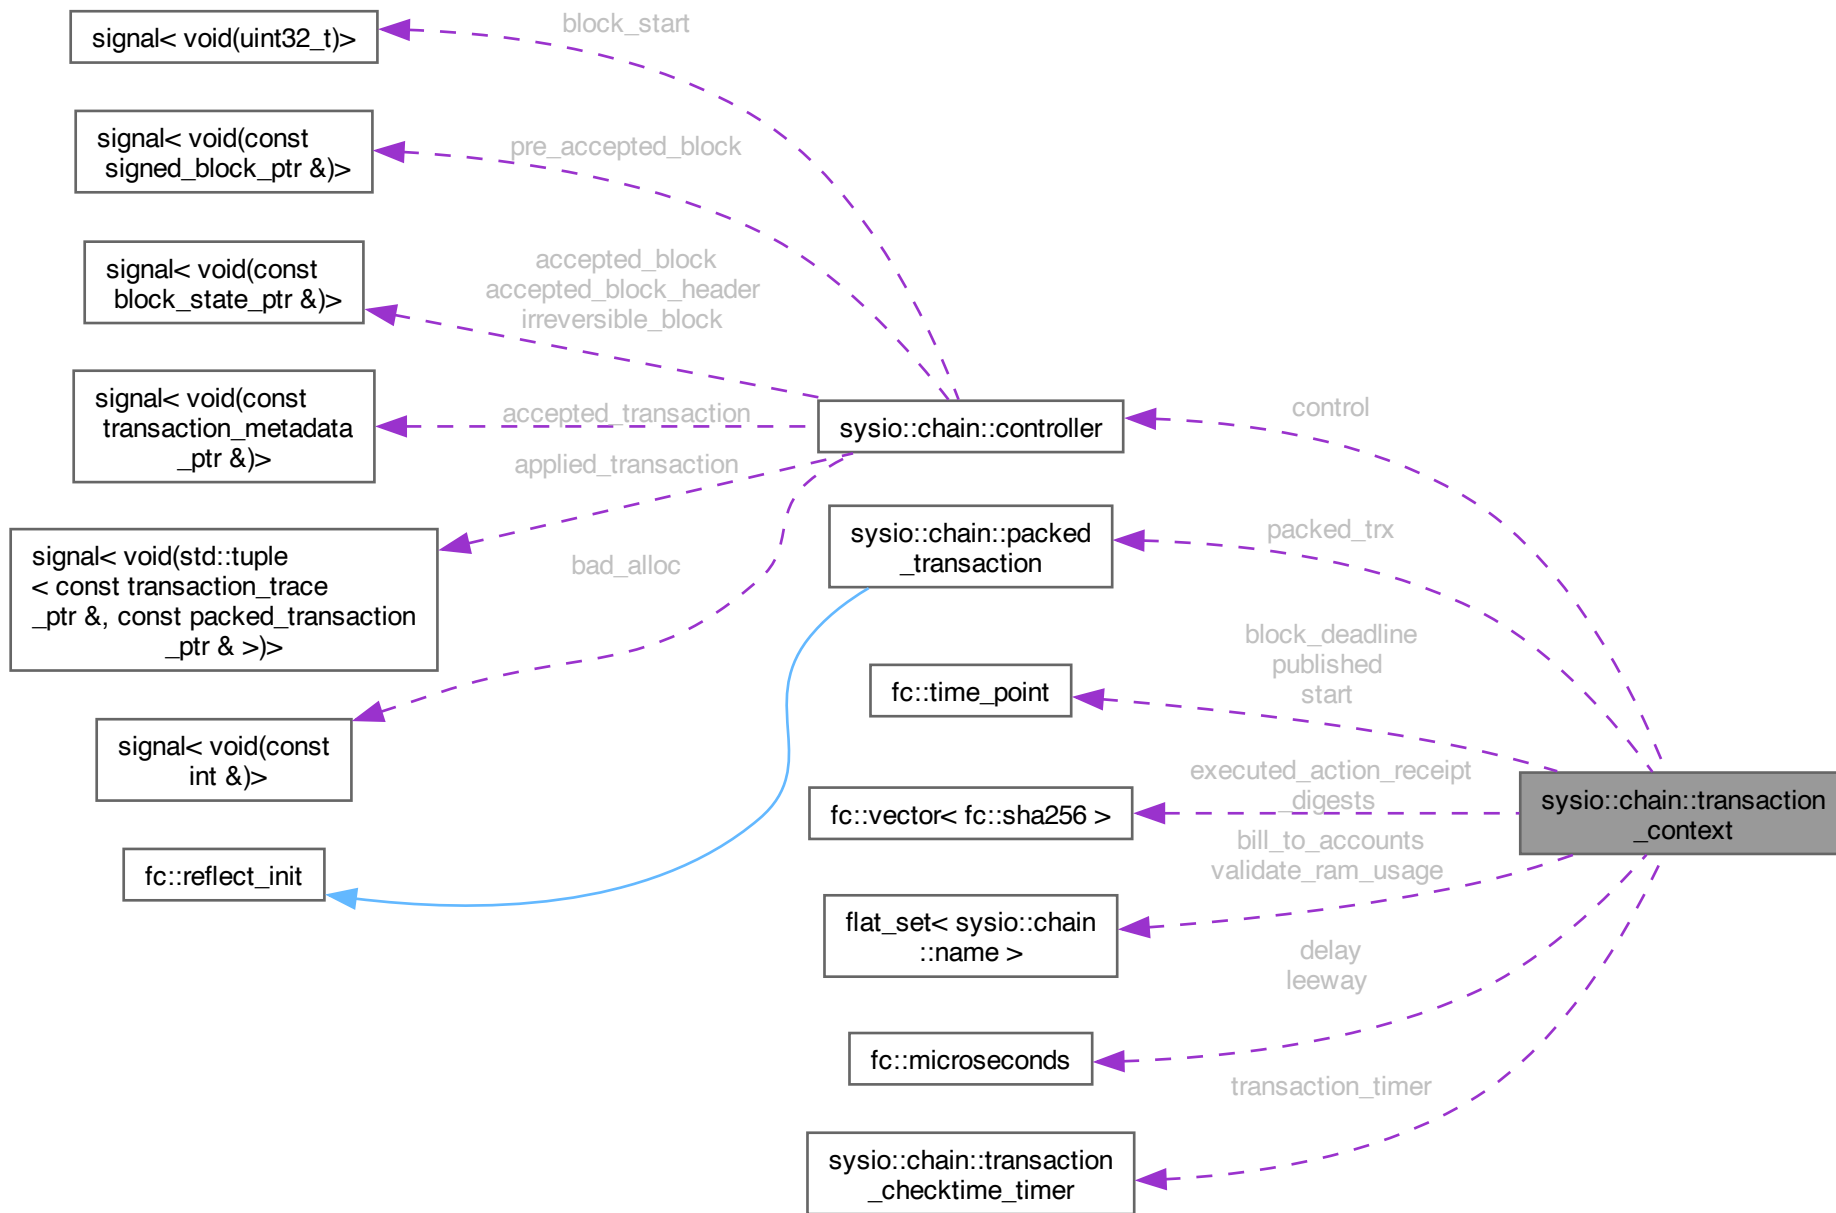 signal< void(uint32_t)>
block_start
signal< void(const
signed_block_ptr &)>
pre_accepted_block
signal< void(const
block_state_ptr &)>
accepted_block
accepted_block_header
irreversible_block
signal< void(const
transaction_metadata
_ptr &)>
accepted_transaction
sysio::chain::controller
control
applied_transaction
signal< void(std::tuple
< const transaction_trace
_ptr &, const packed_transaction
_ptr & >)>
bad_alloc
sysio::chain::packed
_transaction
packed_trx
signal< void(const
int &)>
fc::time_point
block_deadline
published
start
fc::reflect_init
fc::vector< fc::sha256 >
executed_action_receipt
_digests
sysio::chain::transaction
_context
bill_to_accounts
validate_ram_usage
flat_set< sysio::chain
::name >
delay
leeway
fc::microseconds
transaction_timer
sysio::chain::transaction
_checktime_timer